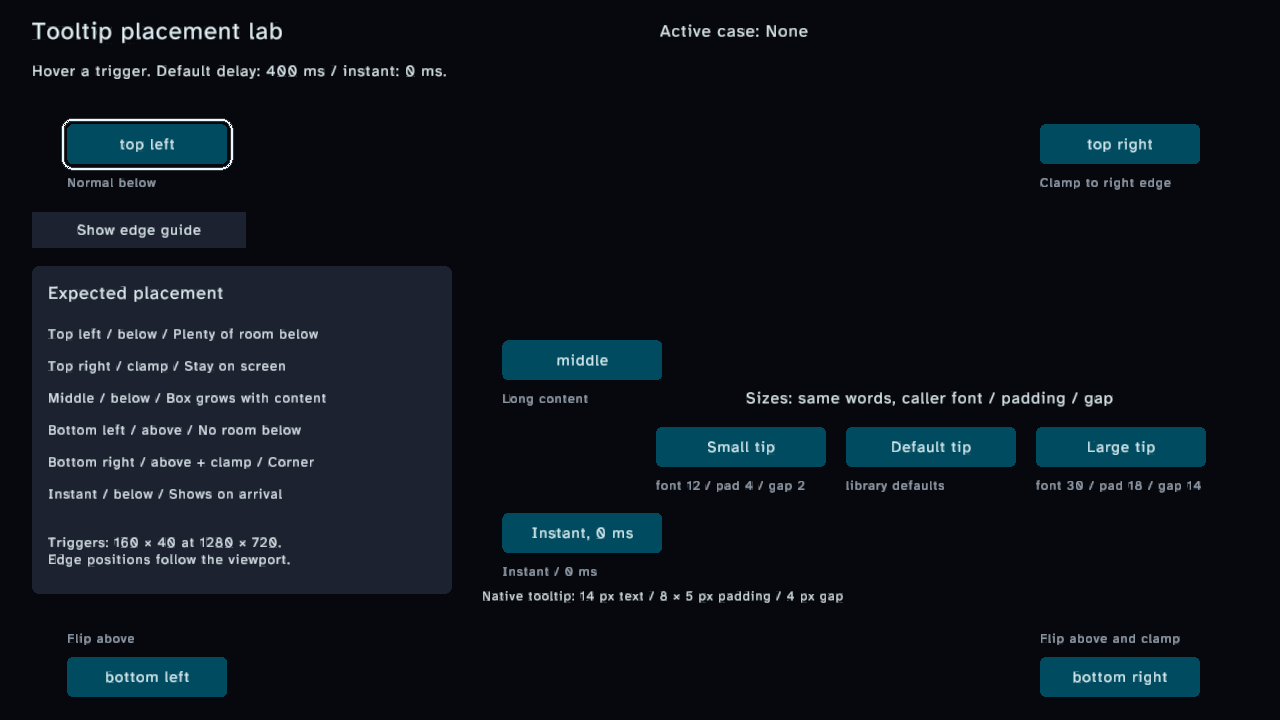 Tooltip placement lab
Active case: None
Hover a trigger. Default delay: 400 ms / instant: 0 ms.
top left
Normal below
top right
Clamp to right edge
Show edge guide
Expected placement
Top left / below / Plenty of room below
Top right / clamp / Stay on screen
Middle / below / Box grows with content
Bottom left / above / No room below
Bottom right / above + clamp / Corner
Instant / below / Shows on arrival
Triggers: 160 × 40 at 1280 × 720.
Edge positions follow the viewport.
middle
Long content
Sizes: same words, caller font / padding / gap
Small tip
Default tip
Large tip
font 12 / pad 4 / gap 2
library defaults
font 30 / pad 18 / gap 14
Instant, 0 ms
Instant / 0 ms
Native tooltip: 14 px text / 8 × 5 px padding / 4 px gap
Flip above
bottom left
Flip above and clamp
bottom right